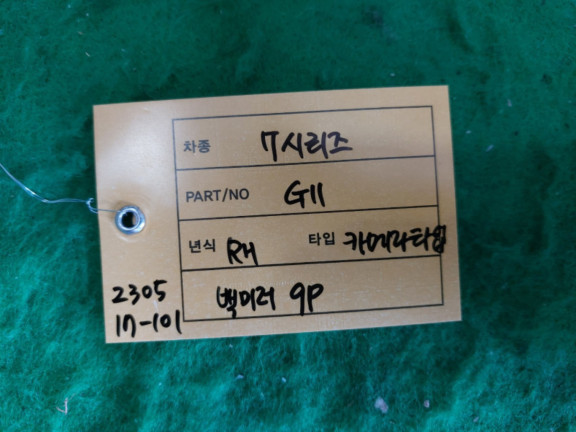 차종 7시리즈
PART/NO G11
년식 RH 타입 카메라타입
백미러 9P
2305
17-101